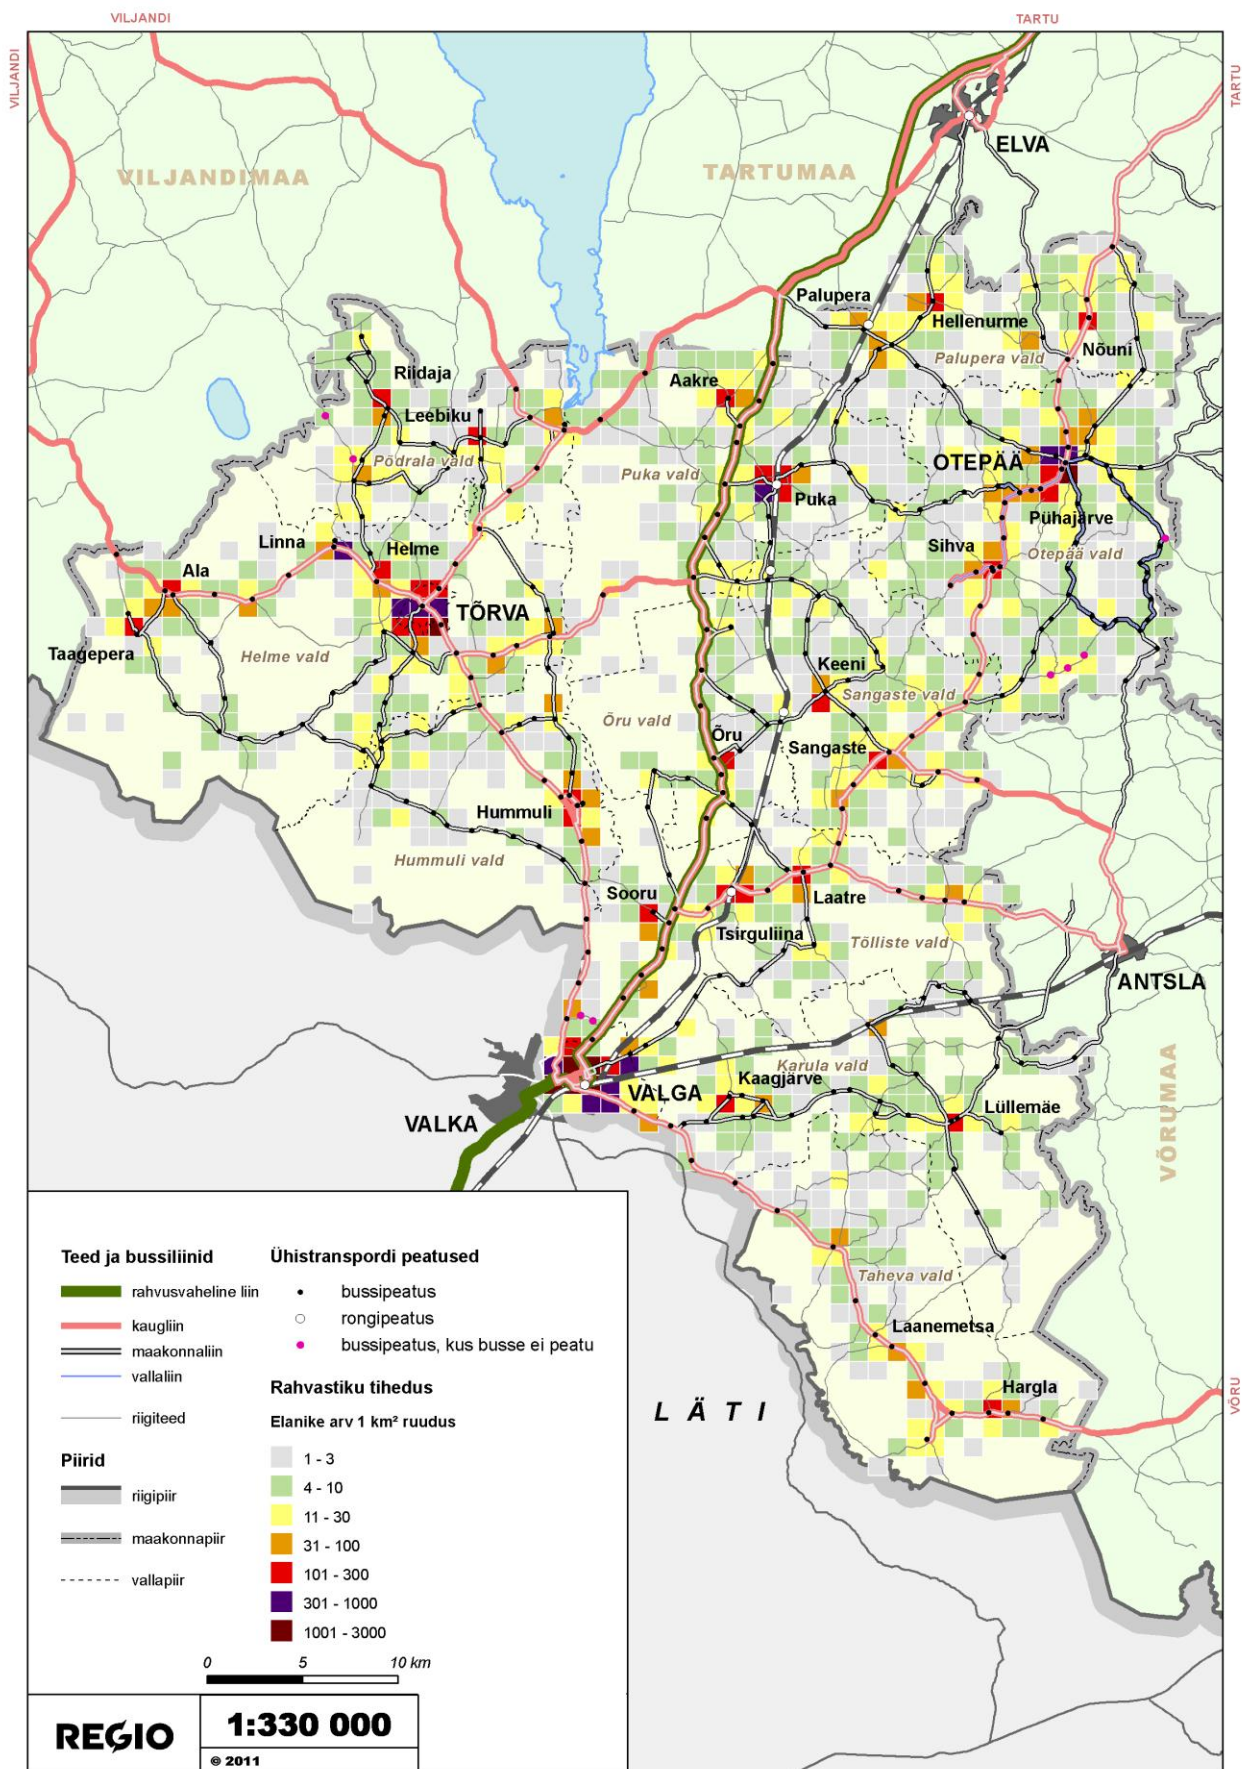 VILJANDI
TARTU
VILJANDI
TARTU
ELVA
VILJANDIMAA
TARTUMAA
Palupera
Hellenurme
Nõuni
Palupera vald
Riidaja
Aakre
Leebiku
OTEPÄÄ
Põdrala vald
Puka vald
Puka
Pühajärve
Linna
Helme
Sihva
Otepää vald
Ala
TÕRVA
Taagepera
Helme vald
Keeni
Sangaste vald
Õru vald
Õru
Sangaste
Hummuli
Hummuli vald
Sooru
Laatre
Tsirguliina
Tõlliste vald
ANTSLA
Karula vald
Kaagjärve
VALGA
VALKA
Lüllemäe
VÕRUMAA
Taheva vald
Laanemetsa
Hargla
VÕRU
LÄTI
Teed ja bussiliinid
rahvusvaheline liin
kaugliin
maakonnaliin
vallaliin
riigiteed
Piirid
riigipiir
maakonnapiir
vallapiir
Ühistranspordi peatused
bussipeatus
rongipeatus
bussipeatus, kus busse ei peatu
Rahvastiku tihedus
Elanike arv 1 km² ruudus
1 - 3
4 - 10
11 - 30
31 - 100
101 - 300
301 - 1000
1001 - 3000
0 5 10 km
REGIO
1:330 000
© 2011